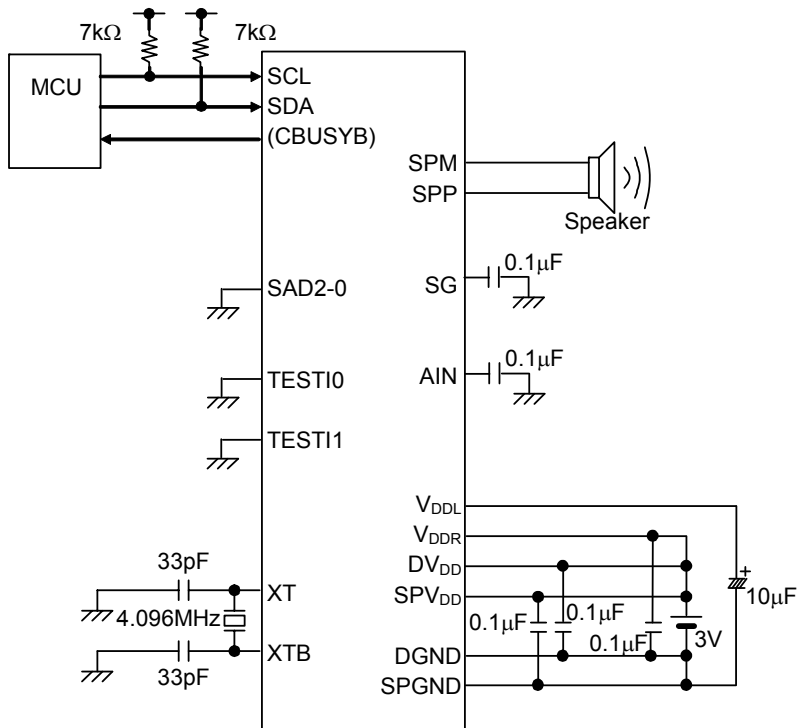 7kΩ
7kΩ
MCU
SCL
SDA
(CBUSYB)
SPM
SPP
Speaker
SG
0.1μF
SAD2-0
AIN
0.1μF
TESTI0
TESTI1
VDDL
VDDR
DVDD
SPVDD
33pF
XT
4.096MHz
XTB
33pF
+
10μF
0.1μF
0.1μF
0.1μF
3V
DGND
SPGND